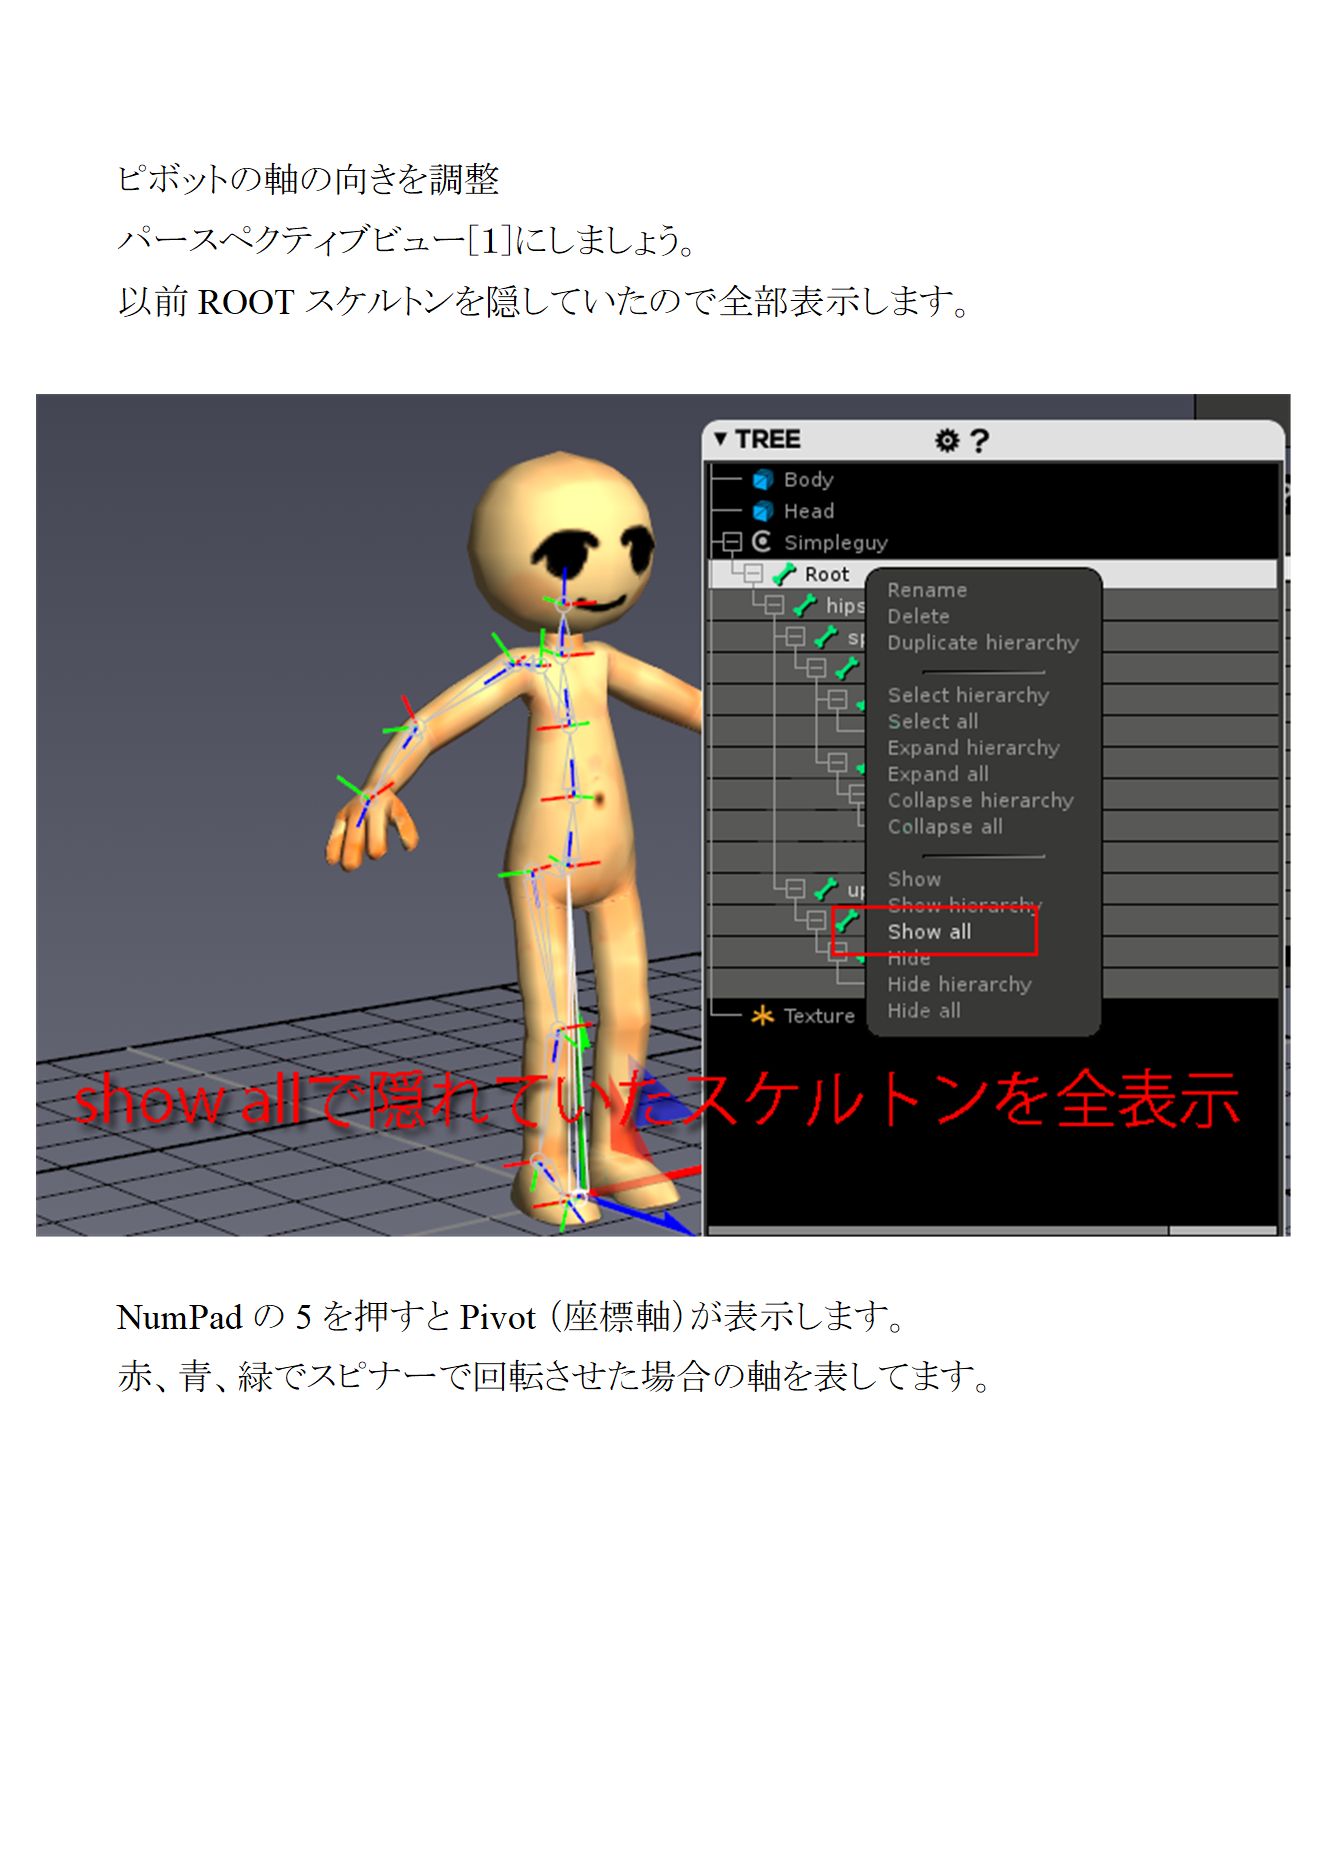 ピボットの軸の向きを調整
パースペクティブビュー[1]にしましょう。
以前 ROOT スケルトンを隠していたので全部表示します。
▼ TREE ?
Body
Head
Simpleguy
Root
hips
sp
up
Texture
Rename
Delete
Duplicate hierarchy
Select hierarchy
Select all
Expand hierarchy
Expand all
Collapse hierarchy
Collapse all
Show
Show hierarchy
Show all
Hide
Hide hierarchy
Hide all
show allで隠れていたスケルトンを全表示
NumPad の 5 を押すと Pivot （座標軸）が表示します。
赤、青、緑でスピナーで回転させた場合の軸を表してます。